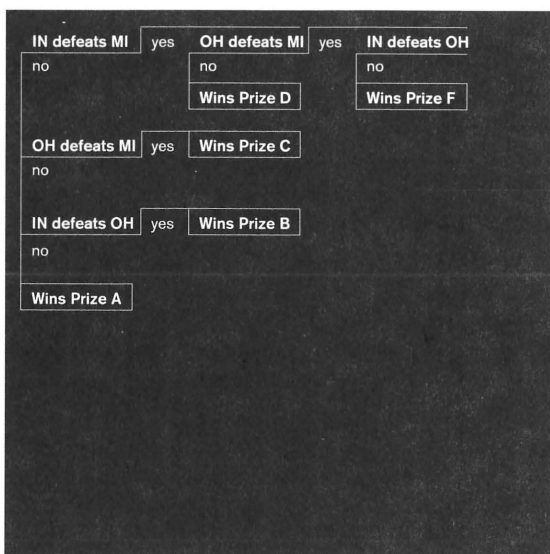 IN defeats MI yes OH defeats MI yes IN defeats OH
no no no
Wins Prize D Wins Prize F
OH defeats MI yes Wins Prize C
no
IN defeats OH yes Wins Prize B
no
Wins Prize A